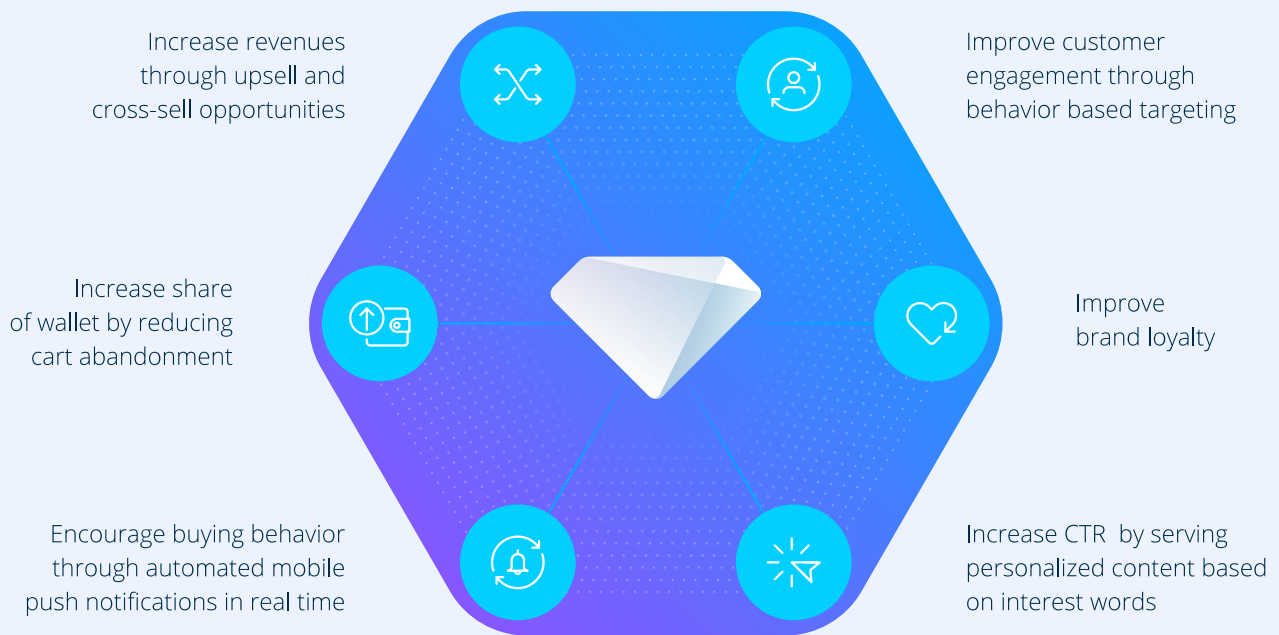 Increase revenues
through upsell and
cross-sell opportunities
Improve customer
engagement through
behavior based targeting
Increase share
of wallet by reducing
cart abandonment
Improve
brand loyalty
Encourage buying behavior
through automated mobile
push notifications in real time
Increase CTR by serving
personalized content based
on interest words